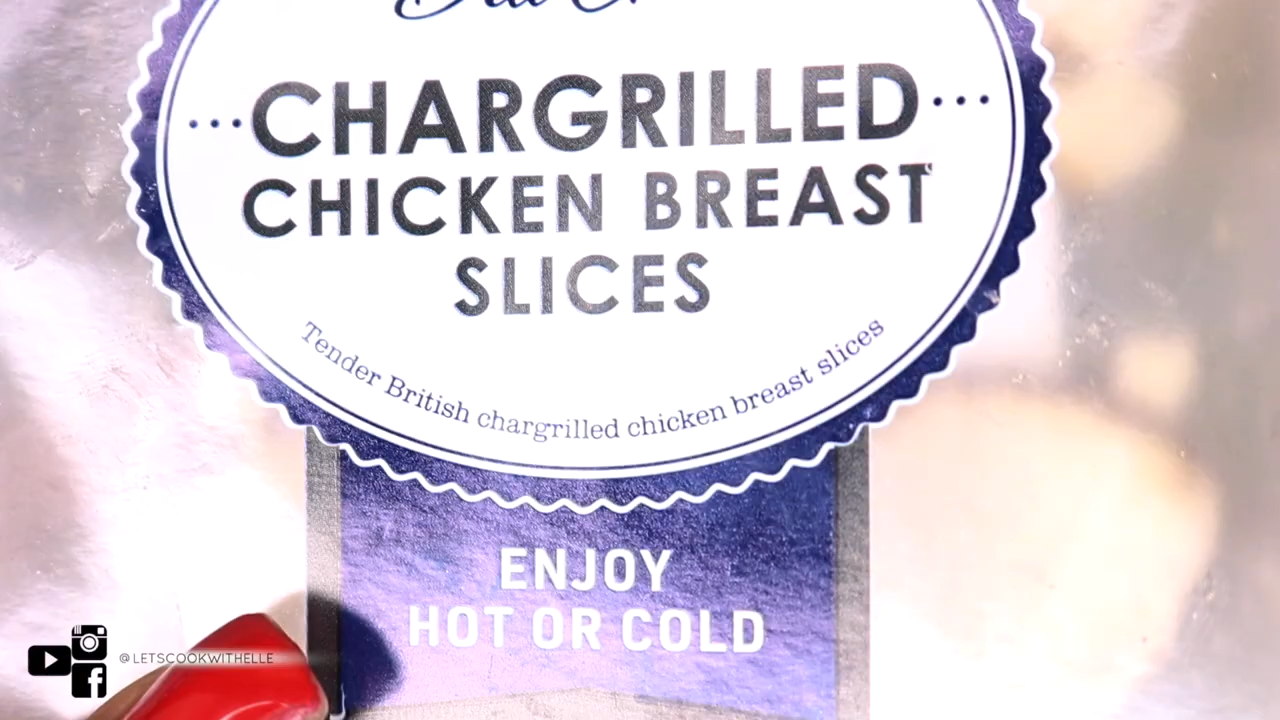 CHARGRILLED
CHICKEN BREAST
SLICES
Tender British chargrilled chicken breast slices
ENJOY
HOT OR COLD
@LETSCOOKWITHELLE